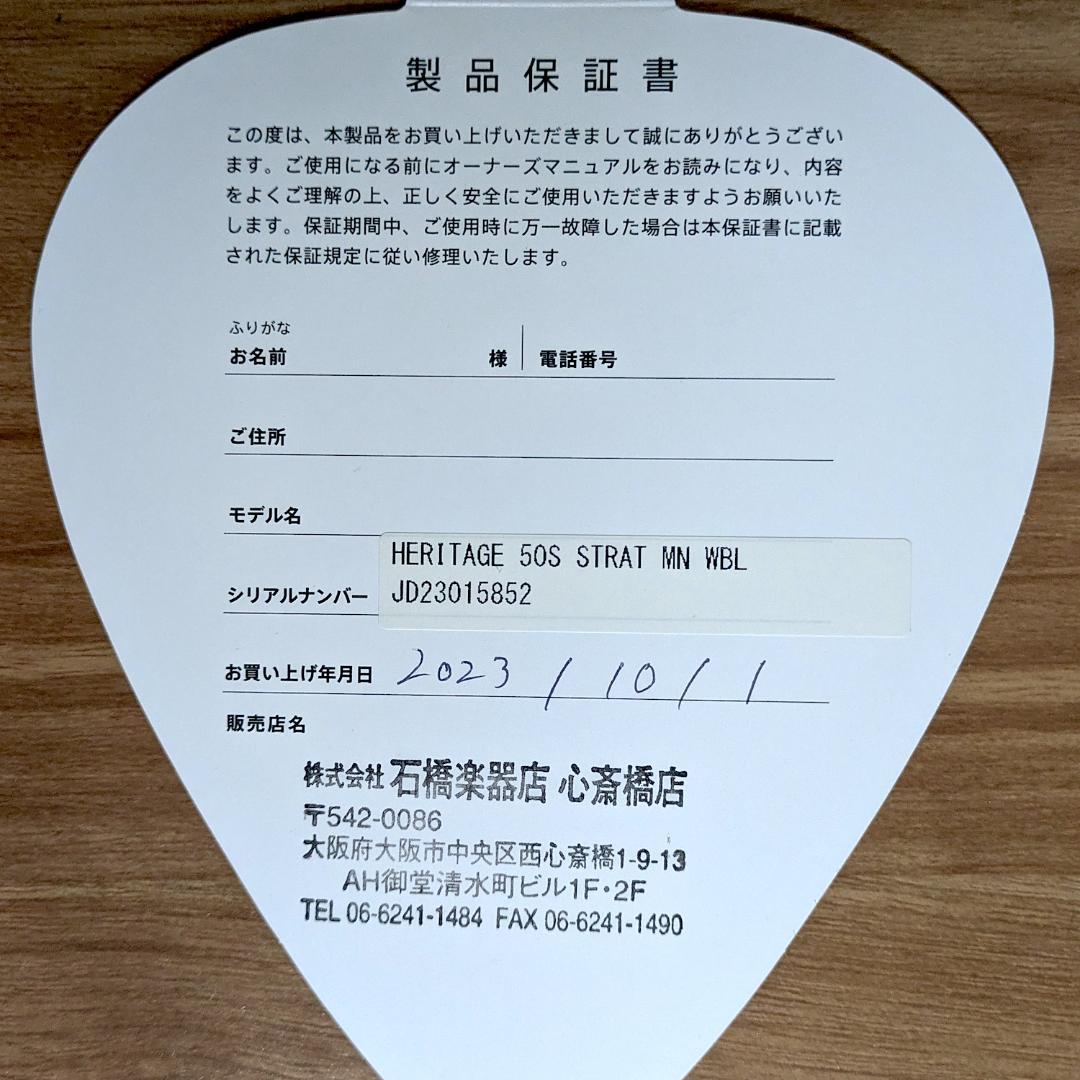 製品保証書
この度は、本製品をお買い上げいただきまして誠にありがとうござい
ます。ご使用になる前にオーナーズマニュアルをお読みになり、内容
をよくご理解の上、正しく安全にご使用いただきますようお願いいた
します。保証期間中、ご使用時に万一故障した場合は本保証書に記載
された保証規定に従い修理いたします。
ふりがな
お名前 様 電話番号
ご住所
モデル名
HERITAGE 50S STRAT MN WBL
シリアルナンバー JD23015852
お買い上げ年月日 2023/10/1
販売店名
株式会社 石橋楽器店 心斎橋店
〒542-0086
大阪府大阪市中央区西心斎橋1-9-13
AH御堂清水町ビル1F・2F
TEL 06-6241-1484 FAX 06-6241-1490